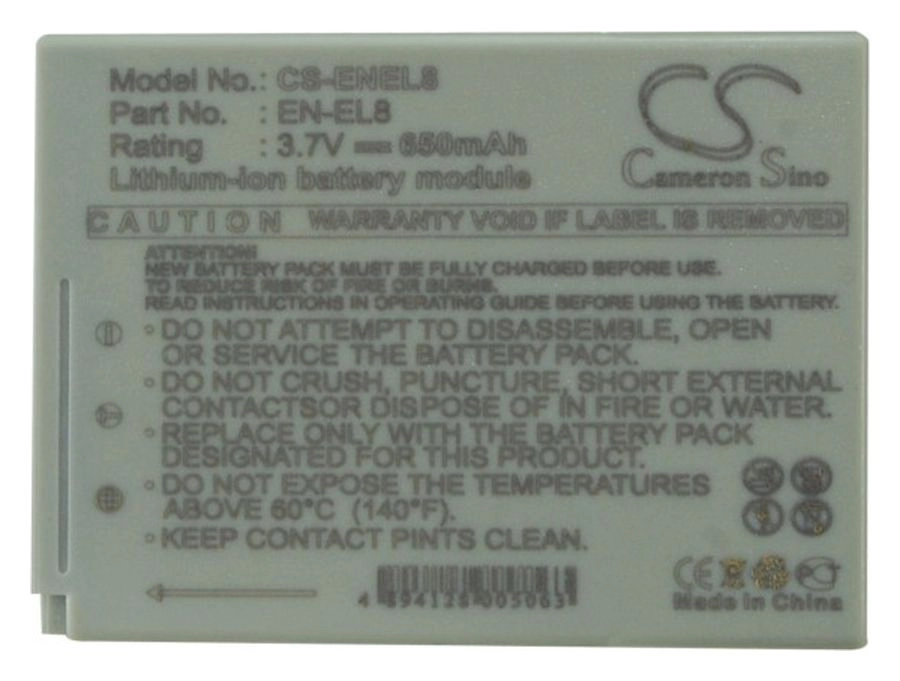 Model No.: CS-ENEL8
Part No. : EN-EL8
Rating : 3.7V 650mAh
Lithium-ion battery module
CS
Cameron Sino
CAUTION WARRANTY VOID IF LABEL IS REMOVED
ATTENTION!
NEW BATTERY PACK MUST BE FULLY CHARGED BEFORE USE.
TO REDUCE RISK OF FIRE OR BURNS.
READ INSTRUCTIONS IN OPERATING GUIDE BEFORE USING THE BATTERY.
◦DO NOT ATTEMPT TO DISASSEMBLE, OPEN
OR SERVICE THE BATTERY PACK.
◦DO NOT CRUSH, PUNCTURE, SHORT EXTERNAL
CONTACTSOR DISPOSE OF IN FIRE OR WATER.
◦REPLACE ONLY WITH THE BATTERY PACK
DESIGNATED FOR THIS PRODUCT.
◦DO NOT EXPOSE THE TEMPERATURES
ABOVE 60°C (140°F).
◦KEEP CONTACT PINTS CLEAN.
4 894128 005063
CE
Made in China